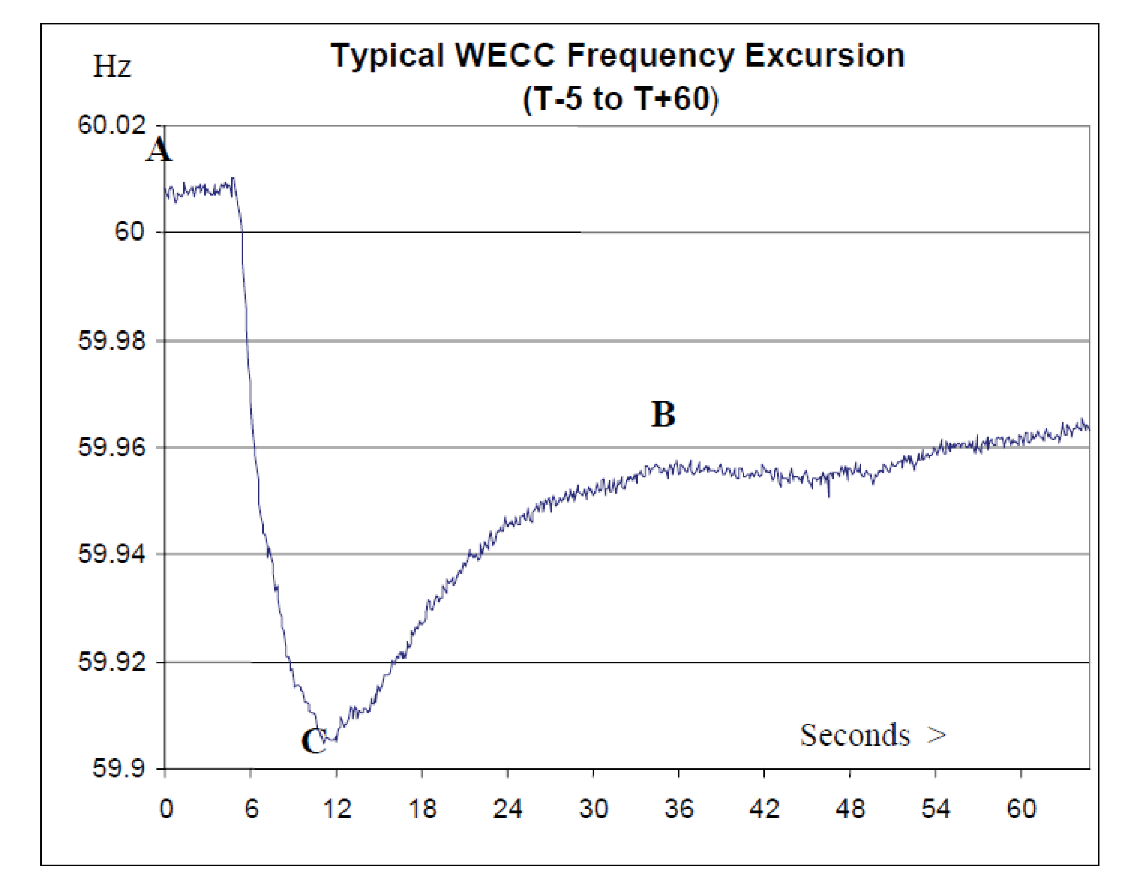 Typical WECC Frequency Excursion
(T-5 to T+60)
Hz
60.02
A
60
59.98
B
59.96
59.94
59.92
C
Seconds >
59.9
0 6 12 18 24 30 36 42 48 54 60